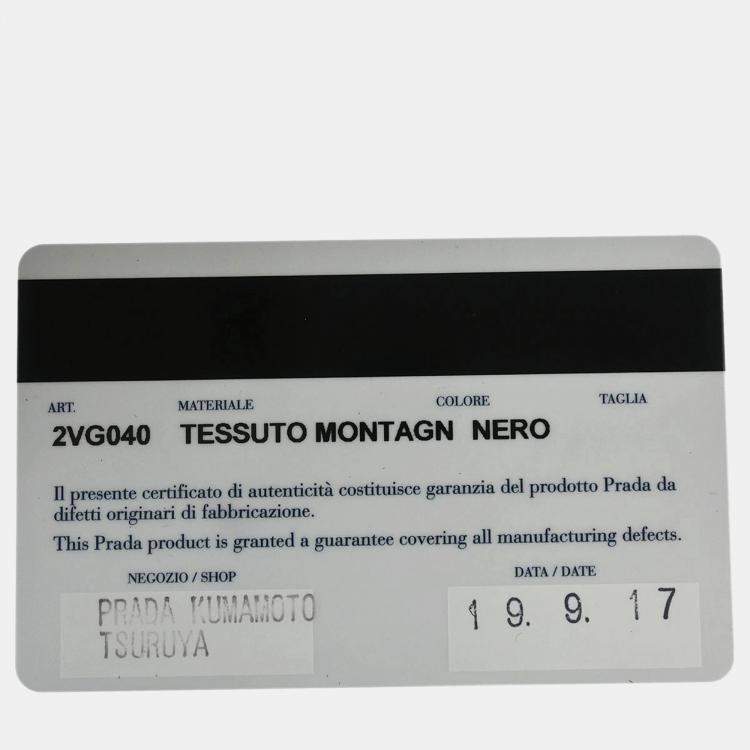 ART. MATERIALE COLORE TAGLIA
2VG040 TESSUTO MONTAGN NERO
Il presente certificato di autenticità costituisce garanzia del prodotto Prada da
difetti originari di fabbricazione.
This Prada product is granted a guarantee covering all manufacturing defects.
NEGOZIO / SHOP DATA / DATE
PRADA KUMAMOTO 19. 9. 17
TSURUYA